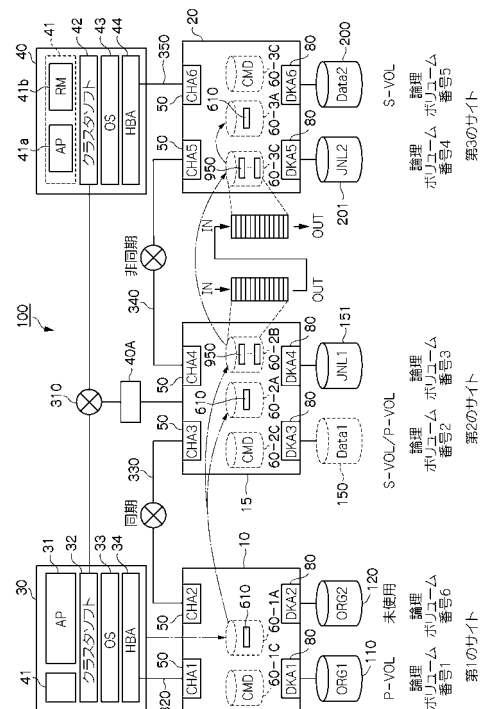 100
30
41
31
AP
32
クラスタソフト
33
OS
34
HBA
320
310
40A
40
41a
AP
41b
RM
41
42
クラスタソフト
43
OS
44
HBA
350
同期
330
非同期
340
10
50
CHA1
50
CHA2
CMD
60-1C
610
60-1A
DKA1
80
DKA2
80
ORG1
110
ORG2
120
P-VOL
未使用
論理
ボリューム
番号1
論理
ボリューム
番号6
第1のサイト
15
50
CHA3
50
CHA4
CMD
60-2C
610
60-2A
950
60-2B
DKA3
80
DKA4
80
Data1
150
JNL1
151
S-VOL/P-VOL
論理
ボリューム
番号2
論理
ボリューム
番号3
第2のサイト
IN
OUT
IN
OUT
20
50
CHA5
50
CHA6
950
60-3C
610
60-3A
CMD
60-3C
DKA5
80
DKA6
80
JNL2
201
Data2
200
S-VOL
論理
ボリューム
番号4
論理
ボリューム
番号5
第3のサイト